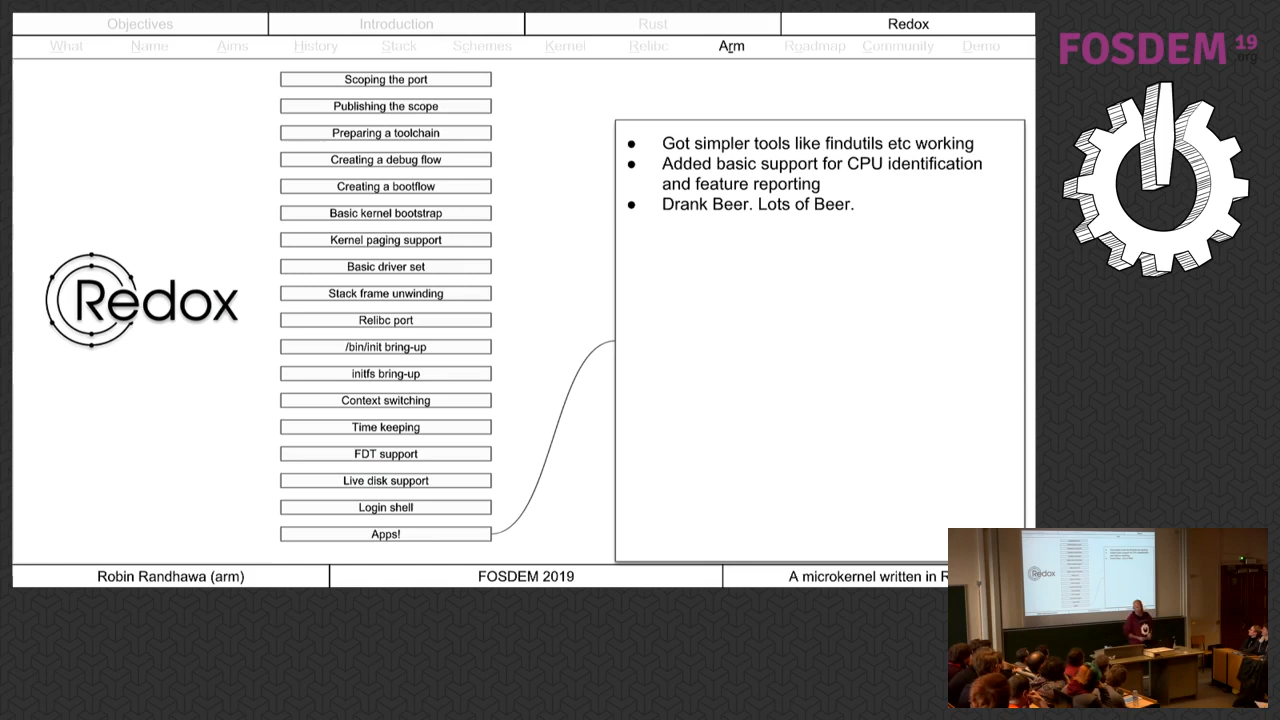 Objectives
Introduction
Rust
Redox
What
Name
Aims
History
Stack
Schemes
Kernel
Relibc
Arm
Roadmap
Community
Demo
FOSDEM 19
.org
Scoping the port
Publishing the scope
Preparing a toolchain
Creating a debug flow
Creating a bootflow
Basic kernel bootstrap
Kernel paging support
Basic driver set
Stack frame unwinding
Relibc port
/bin/init bring-up
initfs bring-up
Context switching
Time keeping
FDT support
Live disk support
Login shell
Apps!
Redox
● Got simpler tools like findutils etc working
● Added basic support for CPU identification
and feature reporting
● Drank Beer. Lots of Beer.
Robin Randhawa (arm)
FOSDEM 2019
A microkernel written in R
Redox